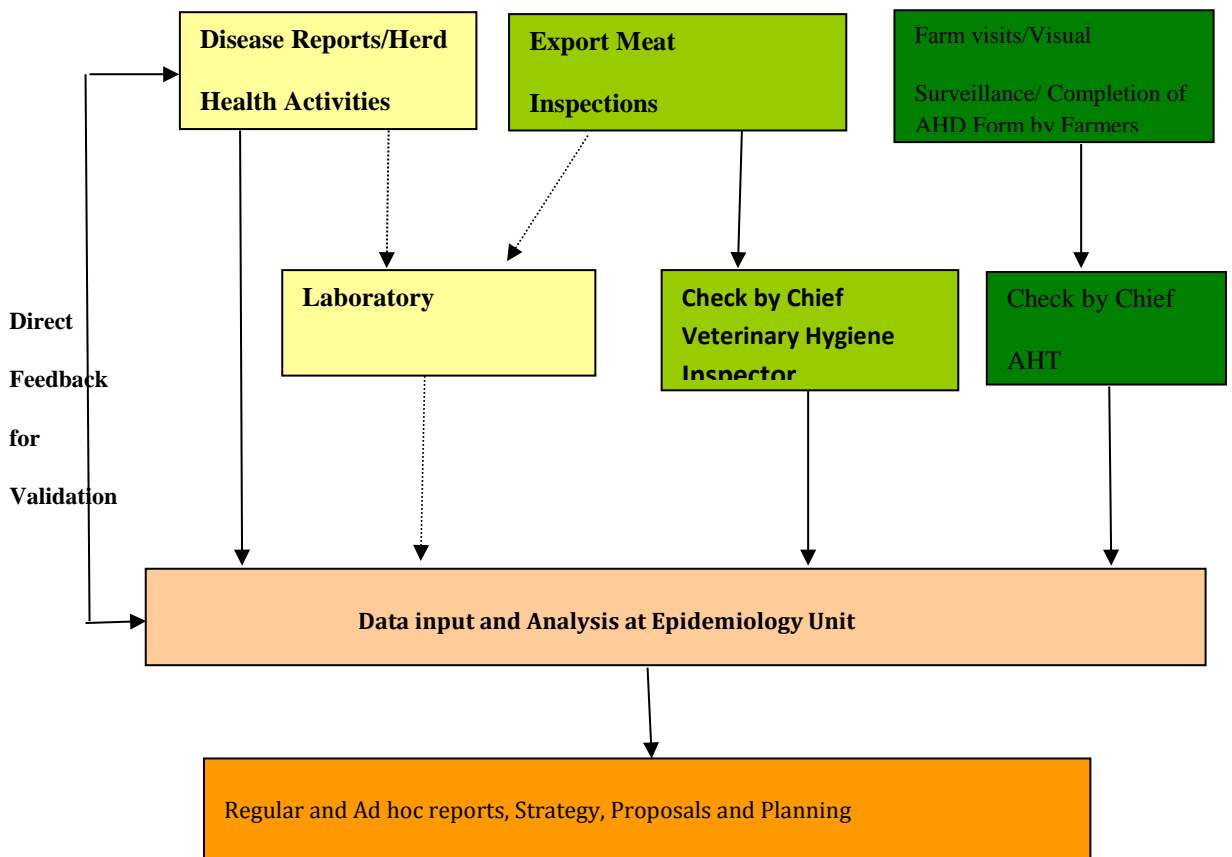 Disease Reports/Herd
Health Activities
Export Meat
Inspections
Farm visits/Visual
Surveillance/ Completion of
AHD Form by Farmers
Laboratory
Check by Chief
Veterinary Hygiene
Inspector
Check by Chief
AHT
Direct
Feedback
for
Validation
Data input and Analysis at Epidemiology Unit
Regular and Ad hoc reports, Strategy, Proposals and Planning